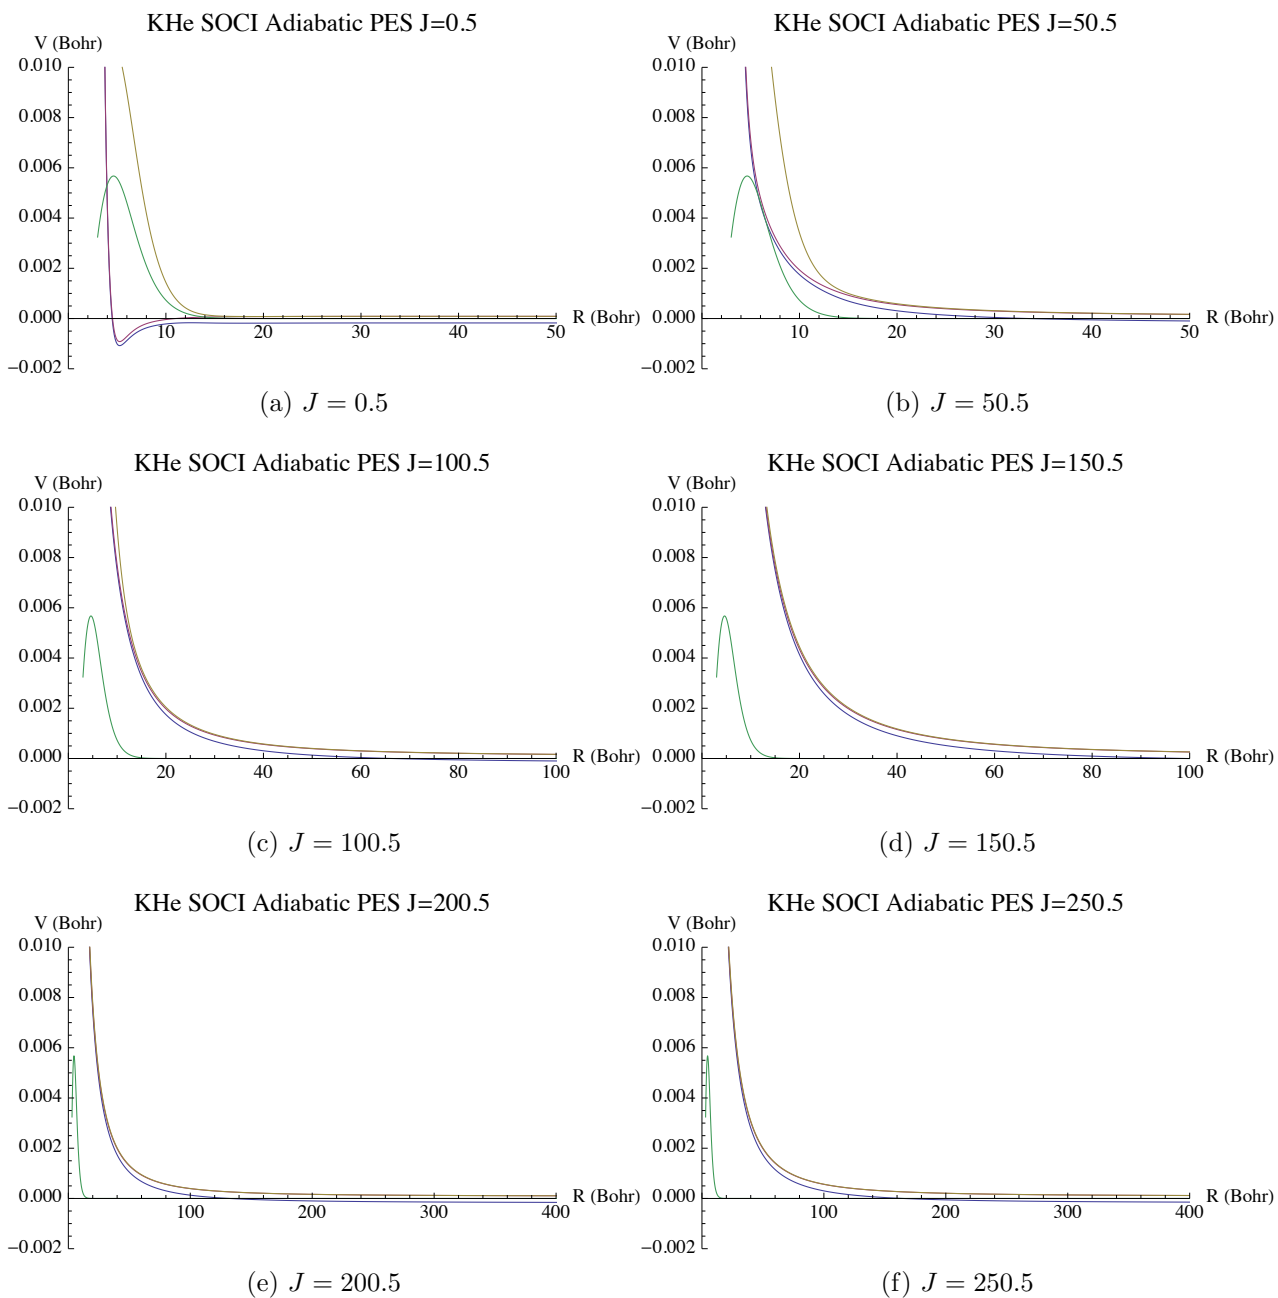 KHe SOCI Adiabatic PES J=0.5
V (Bohr)
0.010
0.008
0.006
0.004
0.002
0.000
−0.002
10 20 30 40 50
R (Bohr)
(a) J = 0.5
KHe SOCI Adiabatic PES J=50.5
V (Bohr)
0.010
0.008
0.006
0.004
0.002
0.000
−0.002
10 20 30 40 50
R (Bohr)
(b) J = 50.5
KHe SOCI Adiabatic PES J=100.5
V (Bohr)
0.010
0.008
0.006
0.004
0.002
0.000
−0.002
20 40 60 80 100
R (Bohr)
(c) J = 100.5
KHe SOCI Adiabatic PES J=150.5
V (Bohr)
0.010
0.008
0.006
0.004
0.002
0.000
−0.002
20 40 60 80 100
R (Bohr)
(d) J = 150.5
KHe SOCI Adiabatic PES J=200.5
V (Bohr)
0.010
0.008
0.006
0.004
0.002
0.000
−0.002
100 200 300 400
R (Bohr)
(e) J = 200.5
KHe SOCI Adiabatic PES J=250.5
V (Bohr)
0.010
0.008
0.006
0.004
0.002
0.000
−0.002
100 200 300 400
R (Bohr)
(f) J = 250.5